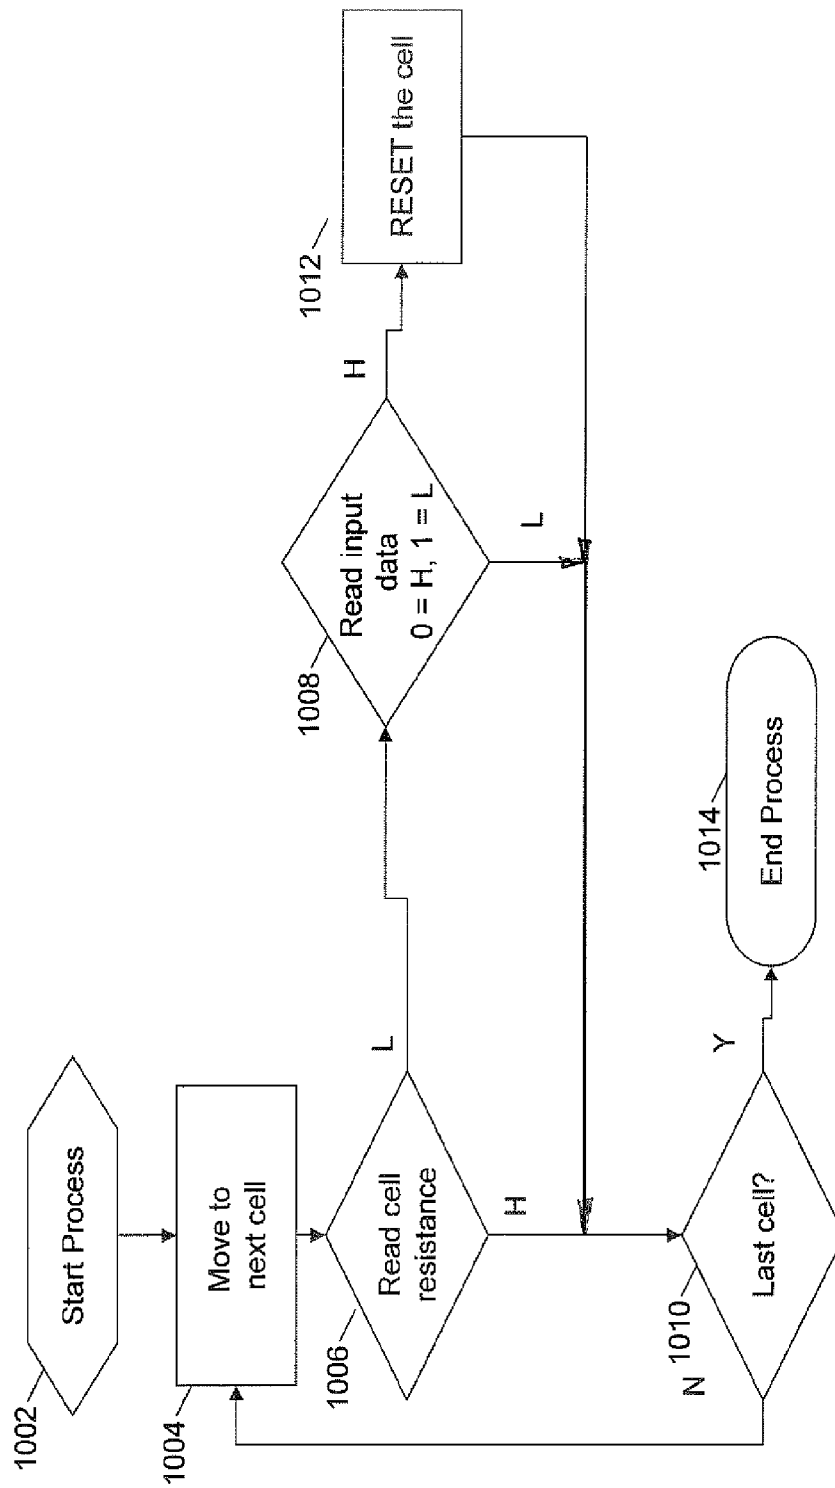 1002
Start Process
1004
Move to
next cell
1006
Read cell
resistance
L
H
1008
Read input
data
0 = H, 1 = L
H
L
1012
RESET the cell
1010
Last cell?
N
Y
1014
End Process